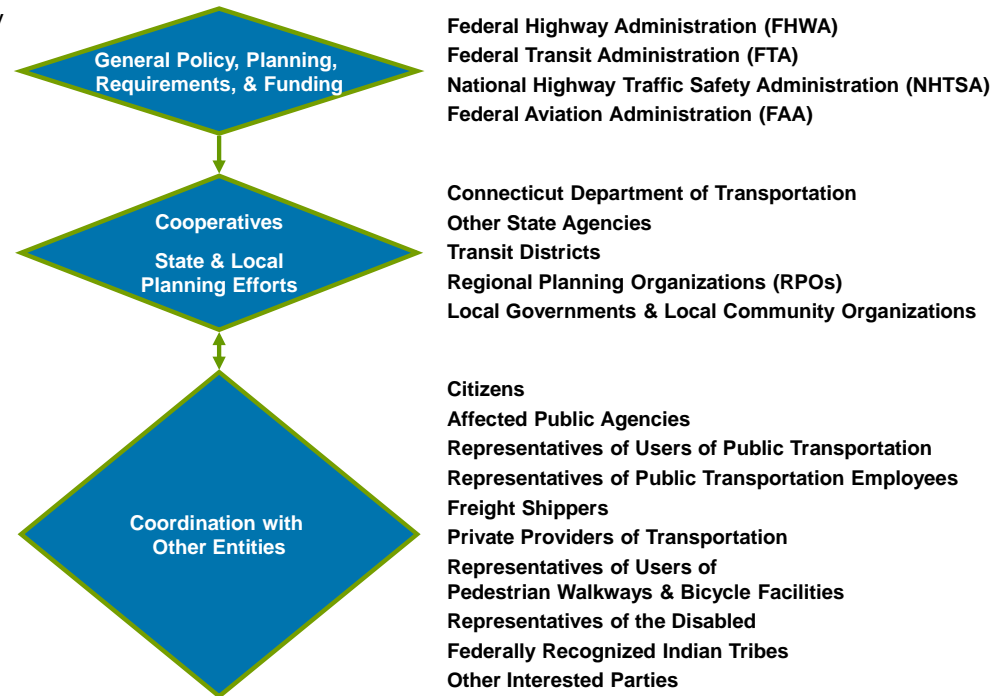 General Policy, Planning,
Requirements, & Funding
Federal Highway Administration (FHWA)
Federal Transit Administration (FTA)
National Highway Traffic Safety Administration (NHTSA)
Federal Aviation Administration (FAA)
Cooperatives
State & Local
Planning Efforts
Connecticut Department of Transportation
Other State Agencies
Transit Districts
Regional Planning Organizations (RPOs)
Local Governments & Local Community Organizations
Coordination with
Other Entities
Citizens
Affected Public Agencies
Representatives of Users of Public Transportation
Representatives of Public Transportation Employees
Freight Shippers
Private Providers of Transportation
Representatives of Users of
Pedestrian Walkways & Bicycle Facilities
Representatives of the Disabled
Federally Recognized Indian Tribes
Other Interested Parties